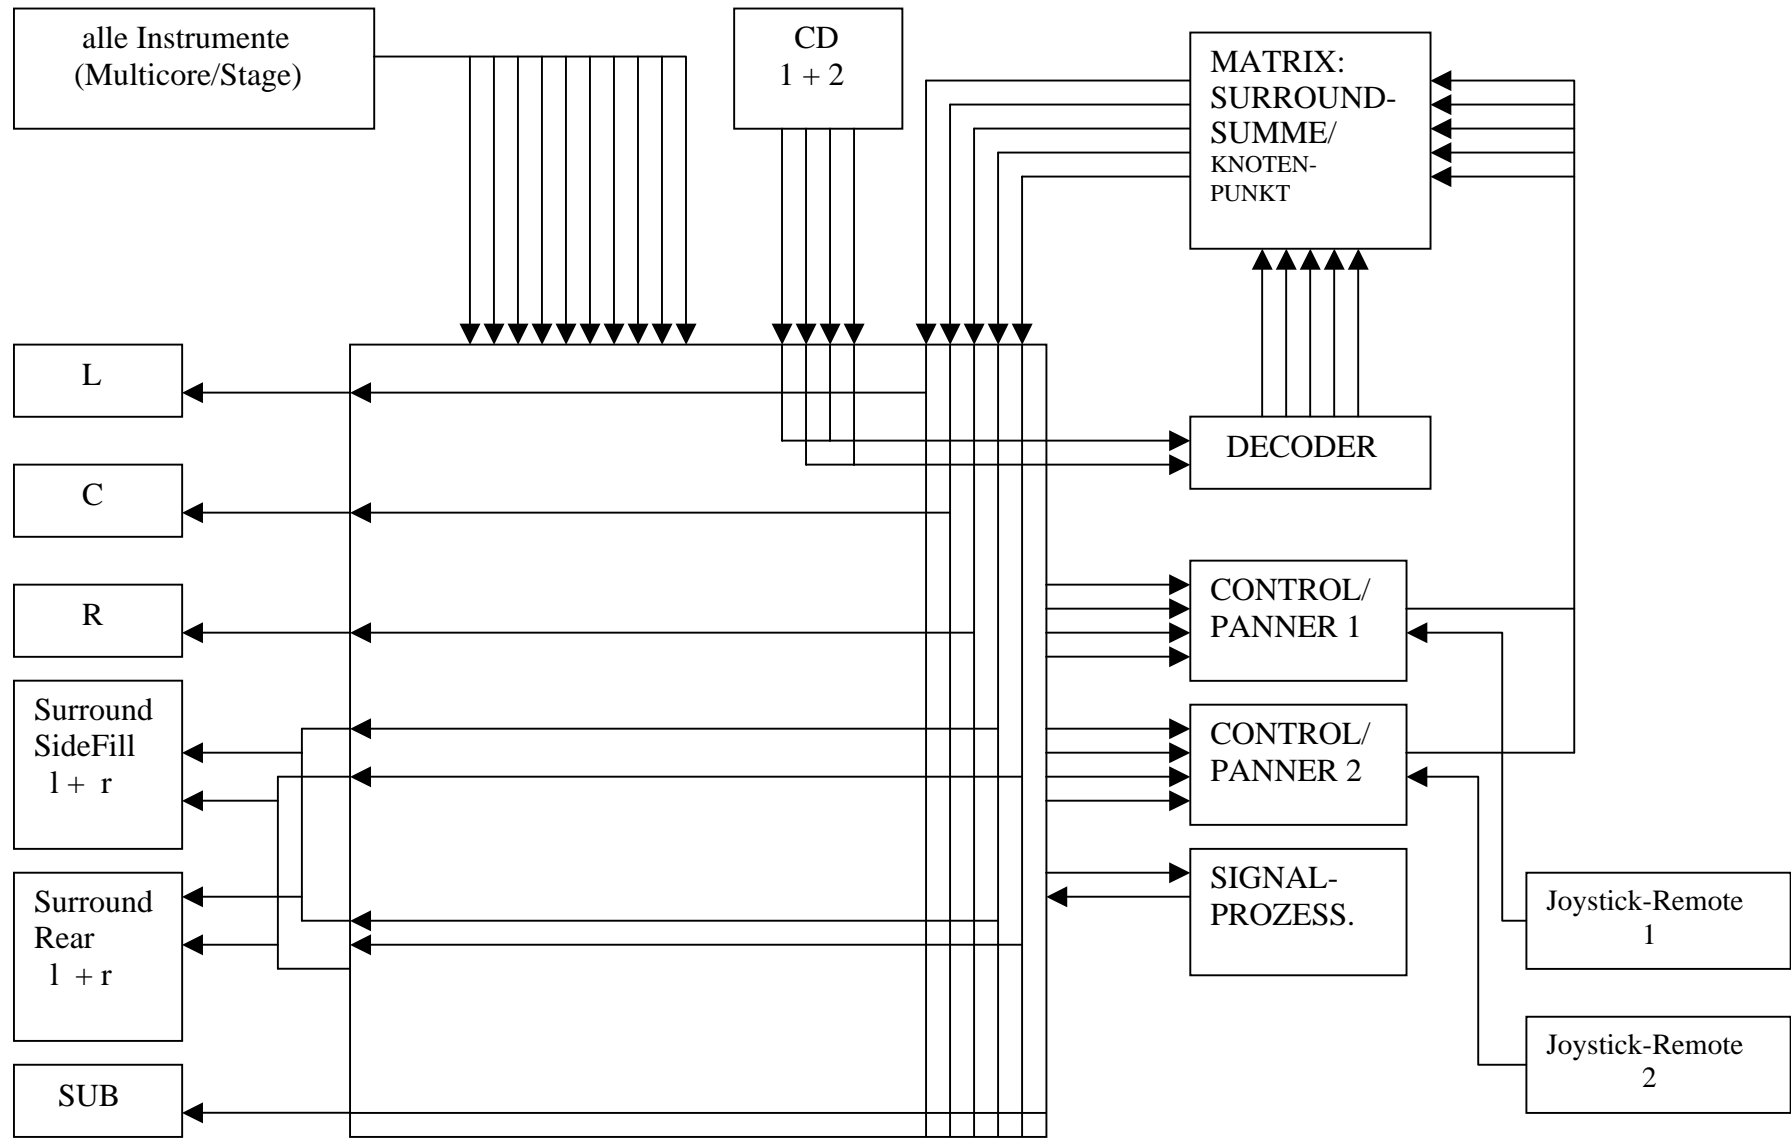 alle Instrumente
(Multicore/Stage)
CD
1 + 2
MATRIX:
SURROUND-
SUMME/
KNOTEN-
PUNKT
L
DECODER
C
R
CONTROL/
PANNER 1
Surround
SideFill
l + r
CONTROL/
PANNER 2
Surround
Rear
l + r
SIGNAL-
PROZESS.
Joystick-Remote
1
Joystick-Remote
2
SUB